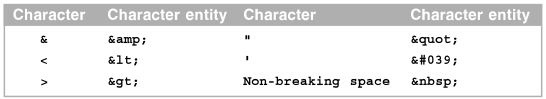 Character Character entity Character Character entity
& &amp; " &quot;
< &lt; ' &#039;
> &gt; Non-breaking space &nbsp;